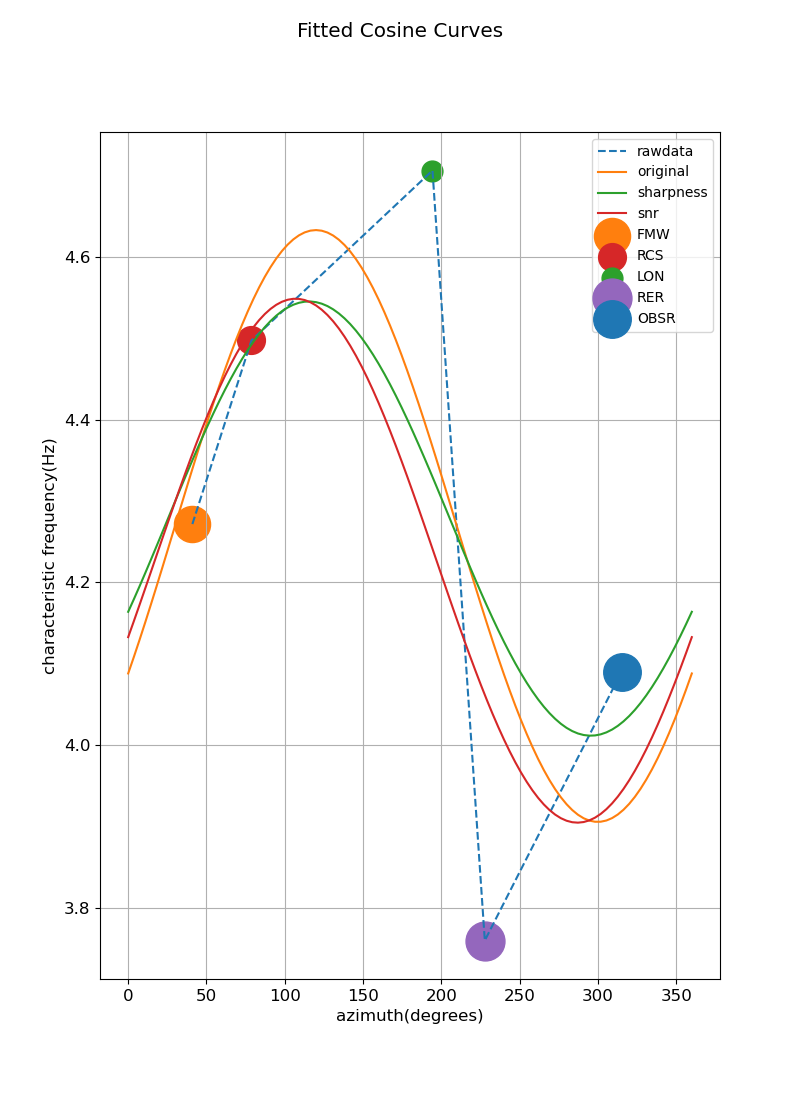 Fitted Cosine Curves
rawdata
original
sharpness
snr
FMW
RCS
LON
RER
OBSR
characteristic frequency(Hz)
4.6
4.4
4.2
4.0
3.8
0 50 100 150 200 250 300 350
azimuth(degrees)